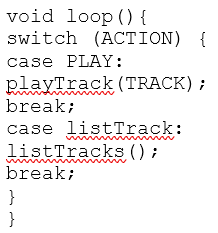 void loop(){
switch (ACTION) {
case PLAY:
playTrack(TRACK);
break;
case listTrack:
listTracks();
break;
}
}